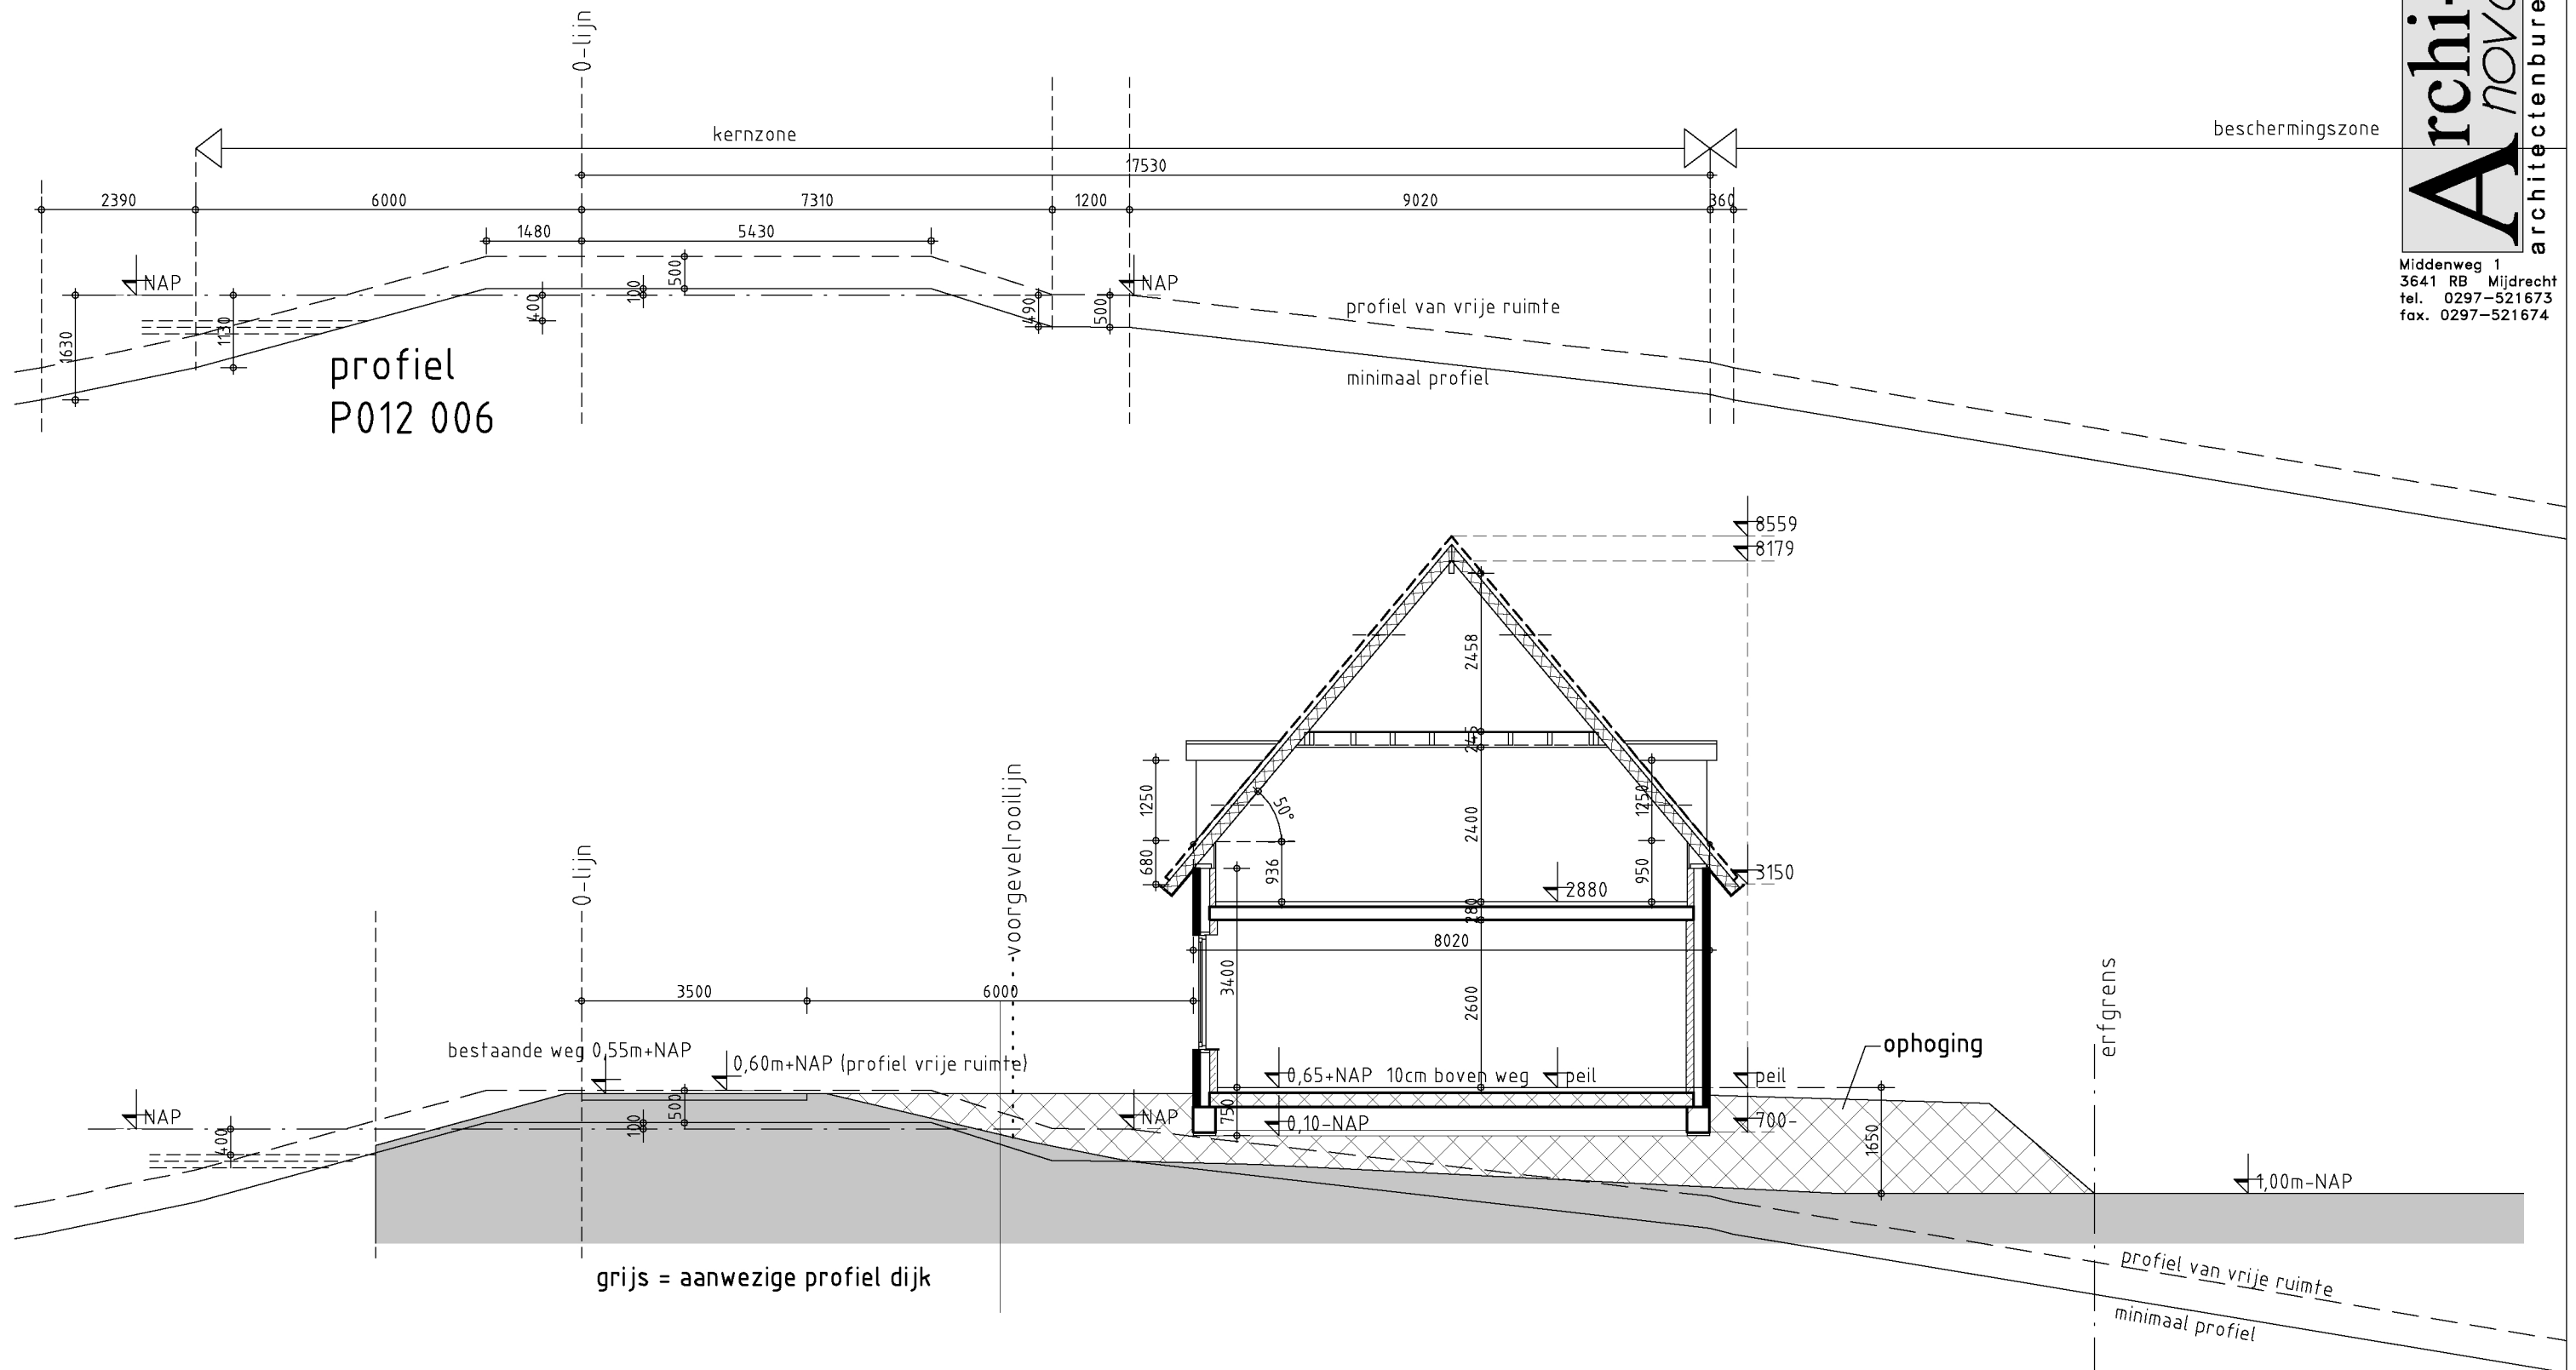 0-lijn
kernzone
beschermingszone
17530
2390
6000
7310
1200
9020
360
1480
5430
NAP
500
100
400
NAP
490
500
1630
1130
profiel van vrije ruimte
minimaal profiel
profiel
P012 006
Archi-
nova
architectenbure
Middenweg 1
3641 RB Mijdrecht
tel. 0297-521673
fax. 0297-521674
8559
8179
2458
245
1250
1250
50°
2400
680
936
950
3150
2880
280
8020
3400
2600
0-lijn
voorgevelrooilijn
3500
6000
bestaande weg 0,55m+NAP
0,60m+NAP (profiel vrije ruimte)
0,65+NAP 10cm boven weg
peil
peil
ophoging
erfgrens
NAP
400
100
500
NAP
750
0,10-NAP
700-
1650
1,00m-NAP
grijs = aanwezige profiel dijk
profiel van vrije ruimte
minimaal profiel